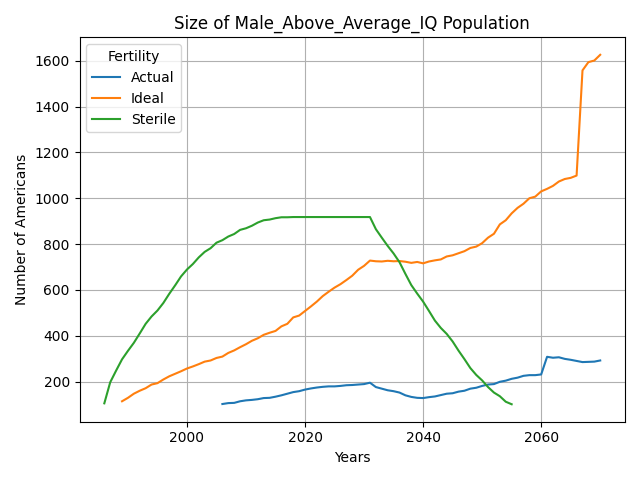 Size of Male_Above_Average_IQ Population
Fertility
Actual
Ideal
Sterile
1600
1400
1200
1000
800
600
400
200
Number of Americans
2000
2020
2040
2060
Years